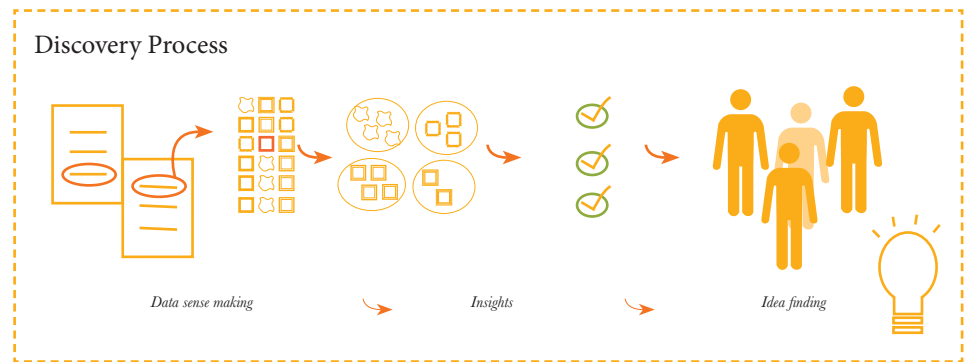 Discovery Process
Data sense making
Insights
Idea finding